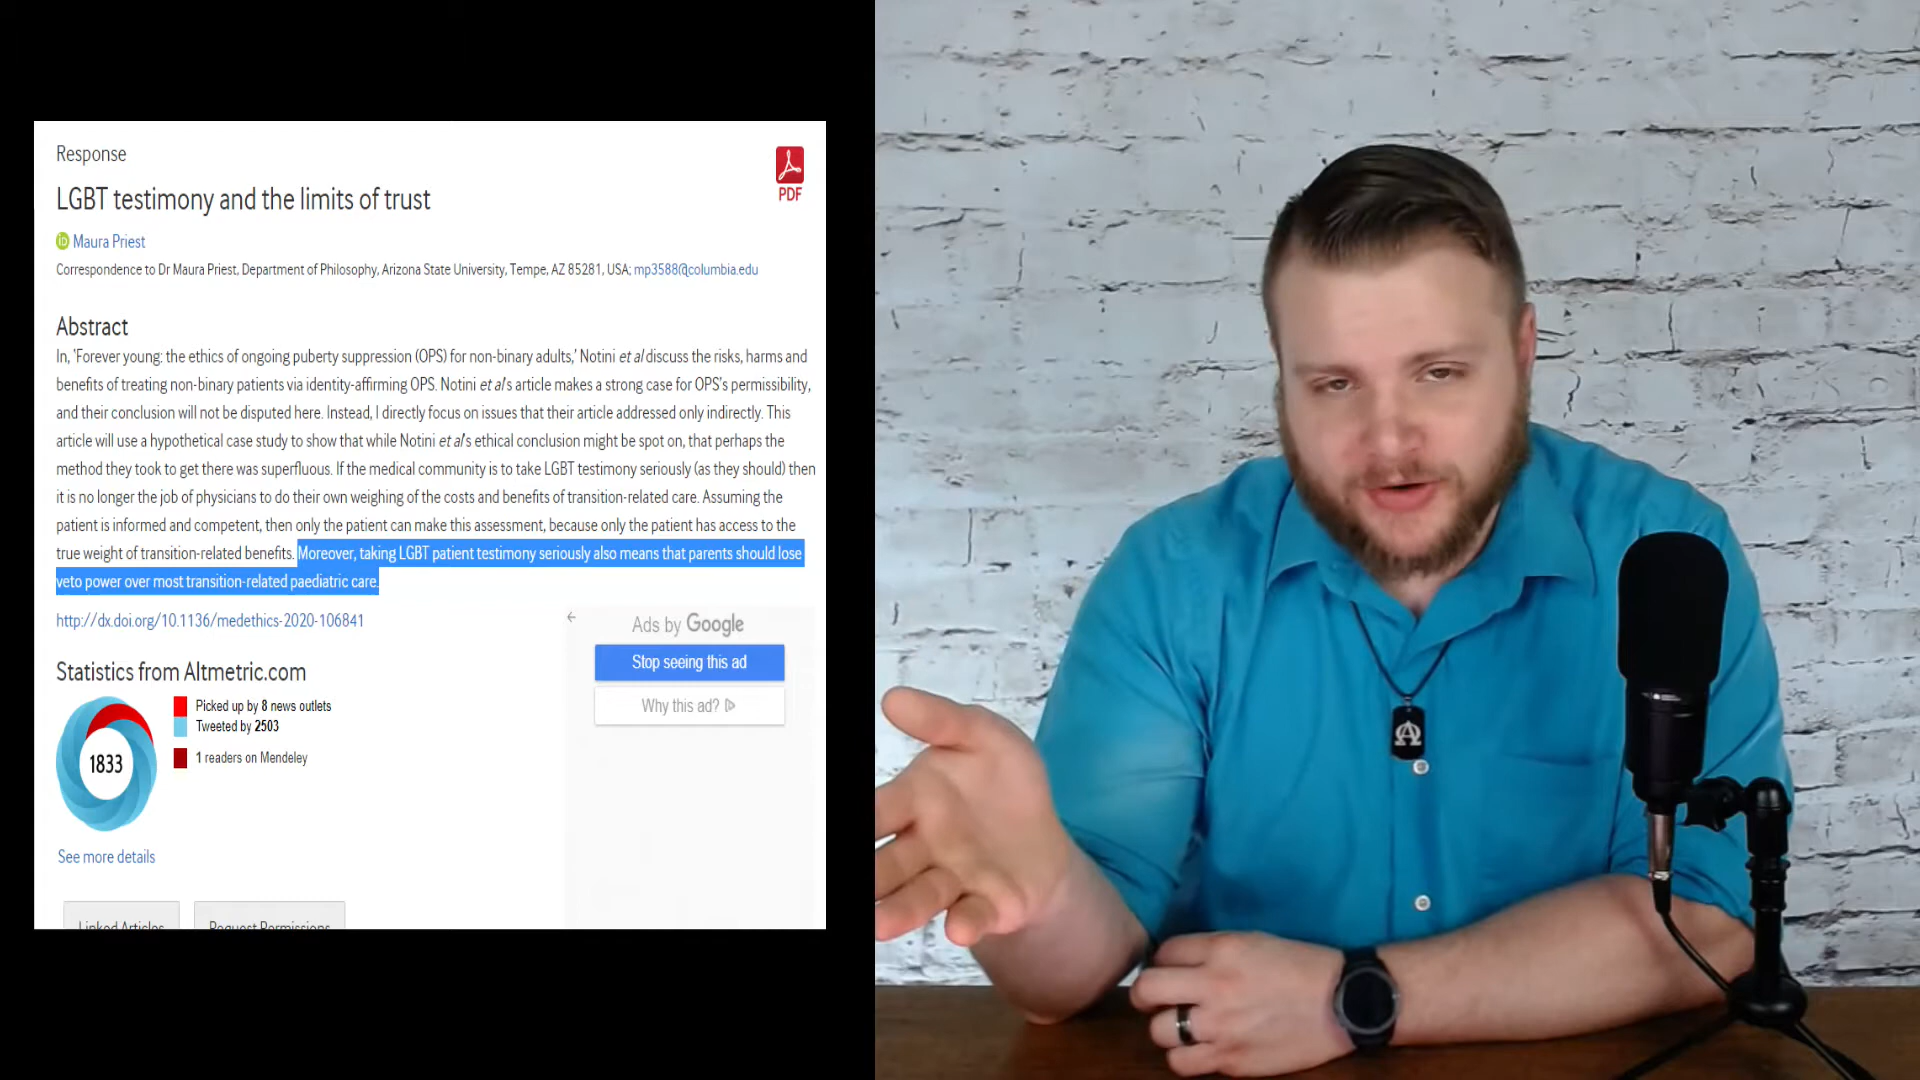 Response
PDF
LGBT testimony and the limits of trust
iD Maura Priest
Correspondence to Dr Maura Priest, Department of Philosophy, Arizona State University, Tempe, AZ 85281, USA; mp3588@columbia.edu
Abstract
In, 'Forever young: the ethics of ongoing puberty suppression (OPS) for non-binary adults,' Notini et al discuss the risks, harms and
benefits of treating non-binary patients via identity-affirming OPS. Notini et al's article makes a strong case for OPS's permissibility,
and their conclusion will not be disputed here. Instead, I directly focus on issues that their article addressed only indirectly. This
article will use a hypothetical case study to show that while Notini et al's ethical conclusion might be spot on, that perhaps the
method they took to get there was superfluous. If the medical community is to take LGBT testimony seriously (as they should) then
it is no longer the job of physicians to do their own weighing of the costs and benefits of transition-related care. Assuming the
patient is informed and competent, then only the patient can make this assessment, because only the patient has access to the
true weight of transition-related benefits. Moreover, taking LGBT patient testimony seriously also means that parents should lose
veto power over most transition-related paediatric care.
http://dx.doi.org/10.1136/medethics-2020-106841
Ads by Google
Stop seeing this ad
Why this ad?
Statistics from Altmetric.com
1833
Picked up by 8 news outlets
Tweeted by 2503
1 readers on Mendeley
See more details
Linked Articles
Request Permissions